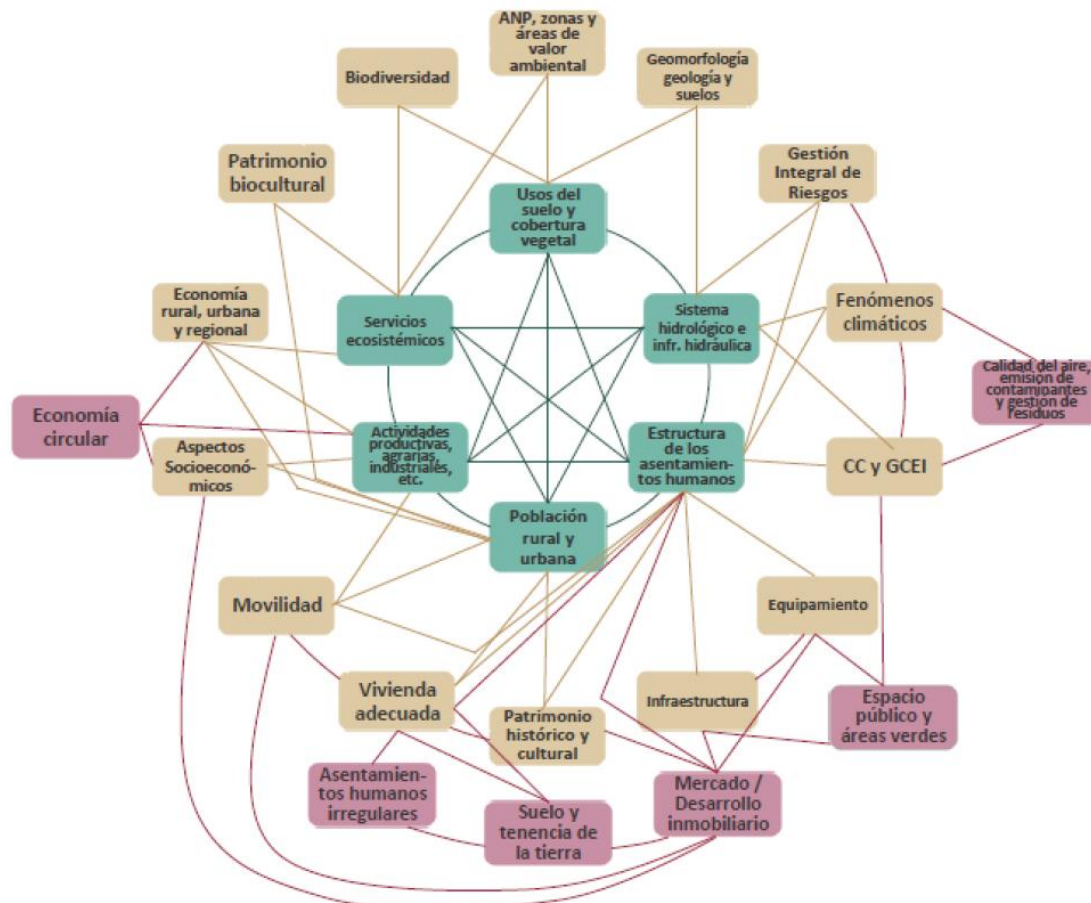 ANP, zonas y
áreas de valor
ambiental
Biodiversidad
Geomorfología
geología y
suelos
Patrimonio
biocultural
Gestión
Integral de
Riesgos
Usos del
suelo y
cobertura
vegetal
Economía
rural, urbana
y regional
Servicios
ecosistémicos
Sistema
hidrológico e
infr. hidráulica
Fenómenos
climáticos
Calidad del aire,
emisión de
contaminantes
y gestión de
residuos
Economía
circular
Aspectos
Socioeconó-
micos
Actividades
productivas,
agrarias,
industriales,
etc.
Estructura
de los
asentamien-
tos humanos
CC y GCEI
Población
rural y
urbana
Movilidad
Equipamiento
Vivienda
adecuada
Patrimonio
histórico y
cultural
Infraestructura
Espacio
público y
áreas verdes
Asentamien-
tos humanos
irregulares
Suelo y
tenencia de
la tierra
Mercado /
Desarrollo
inmobiliario